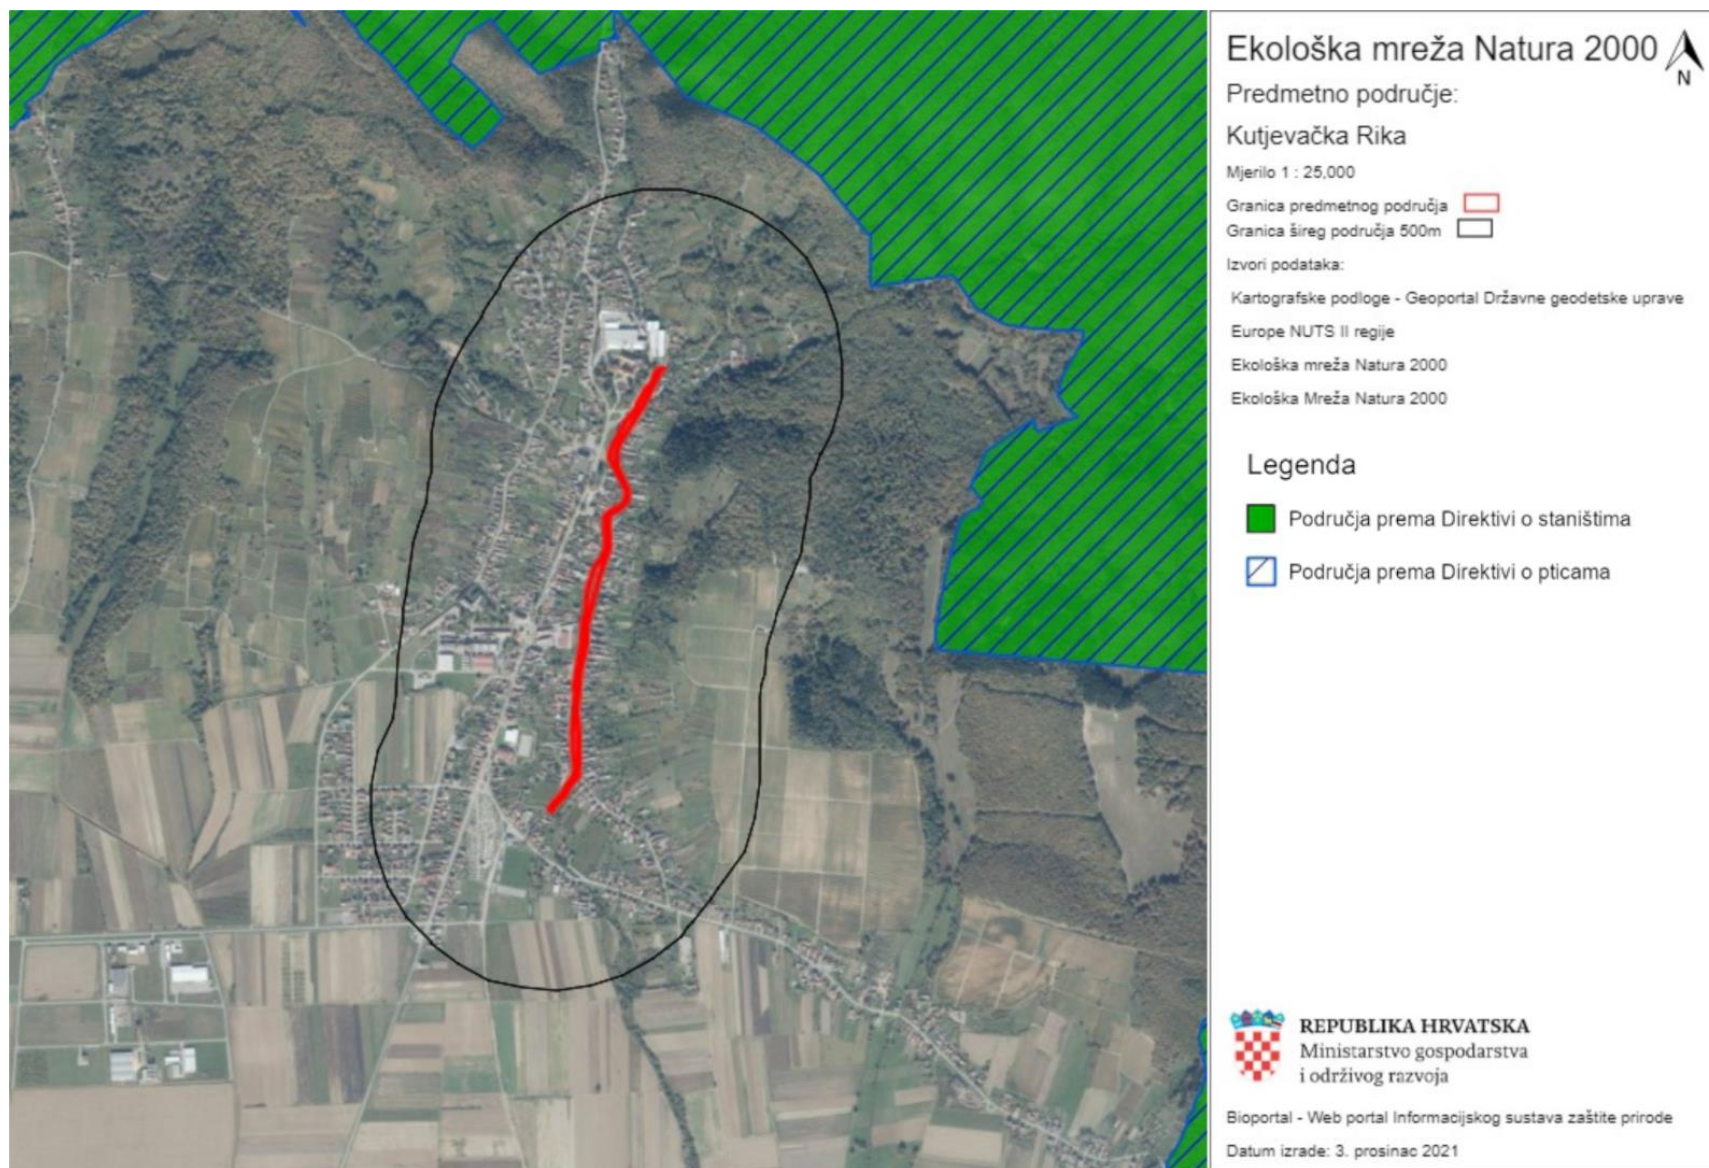 Ekološka mreža Natura 2000
N
Predmetno područje:
Kutjevačka Rika
Mjerilo 1 : 25,000
Granica predmetnog područja
Granica šireg područja 500m
Izvori podataka:
Kartografske podloge - Geoportal Državne geodetske uprave
Europe NUTS II regije
Ekološka mreža Natura 2000
Ekološka Mreža Natura 2000
Legenda
Područja prema Direktivi o staništima
Područja prema Direktivi o pticama
REPUBLIKA HRVATSKA
Ministarstvo gospodarstva
i održivog razvoja
Bioportal - Web portal Informacijskog sustava zaštite prirode
Datum izrade: 3. prosinac 2021